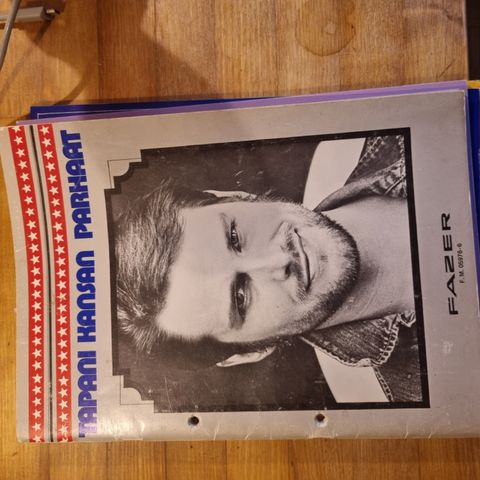 TAPANI KANSAN PARHAAT
FAZER
F. M. 05976-6